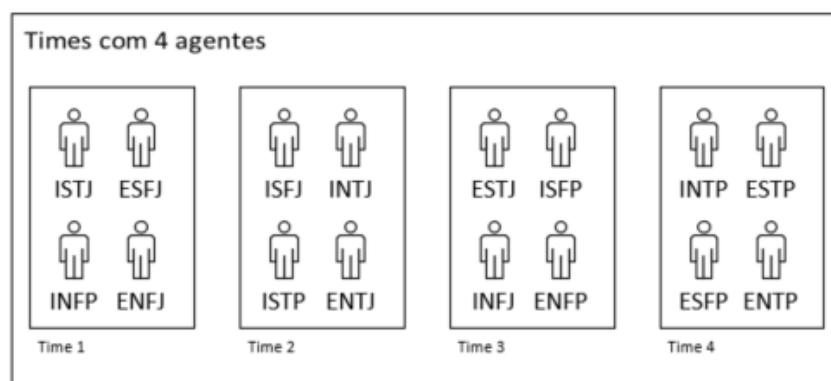 Times com 4 agentes
ISTJ ESFJ
INFP ENFJ
Time 1
ISFJ INTJ
ISTP ENTJ
Time 2
ESTJ ISFP
INFJ ENFP
Time 3
INTP ESTP
ESFP ENTP
Time 4